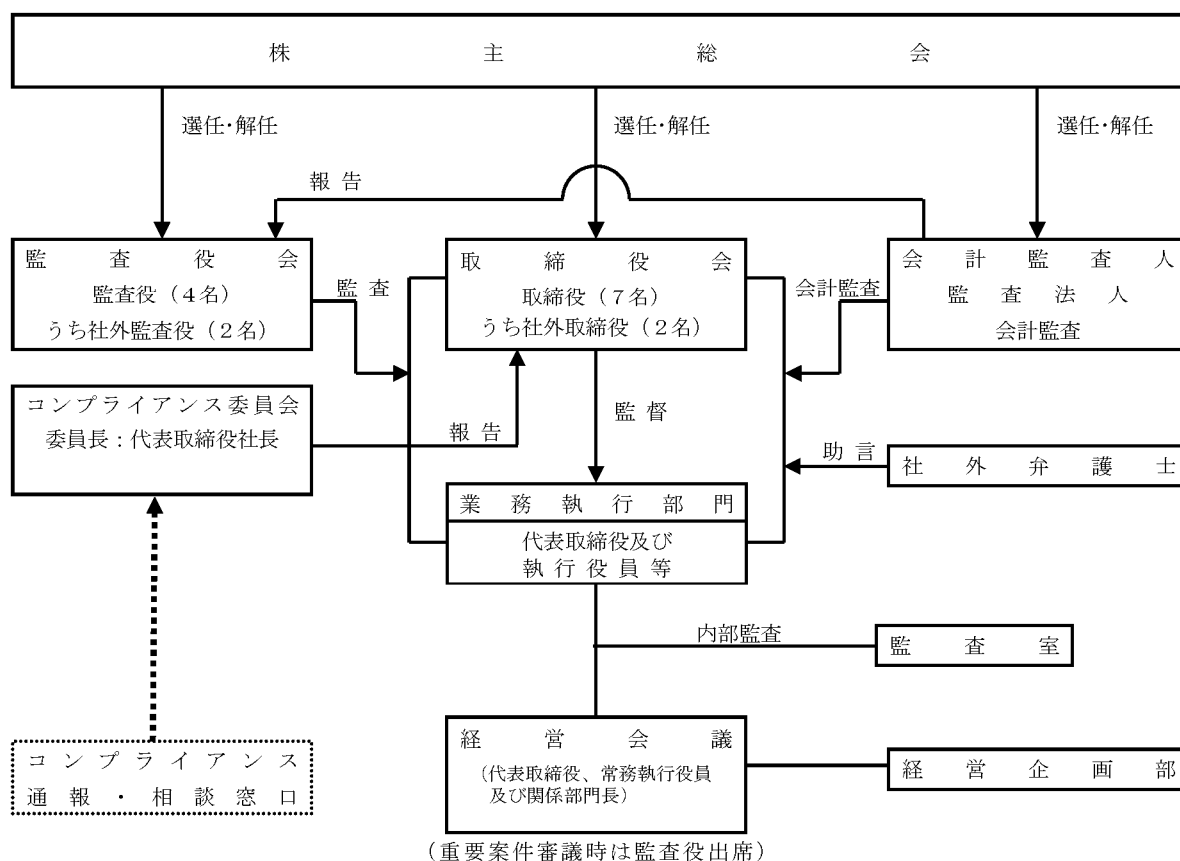 株主総会
選任･解任
選任･解任
選任･解任
報告
監査役会
監査役（4名）
うち社外監査役（2名）
監査
取締役会
取締役（7名）
うち社外取締役（2名）
会計監査
会計監査人
監査法人
会計監査
コンプライアンス委員会
委員長：代表取締役社長
報告
監督
助言
社外弁護士
業務執行部門
代表取締役及び
執行役員等
内部監査
監査室
コンプライアンス
通報・相談窓口
経営会議
（代表取締役、常務執行役員
及び関係部門長）
経営企画部
（重要案件審議時は監査役出席）